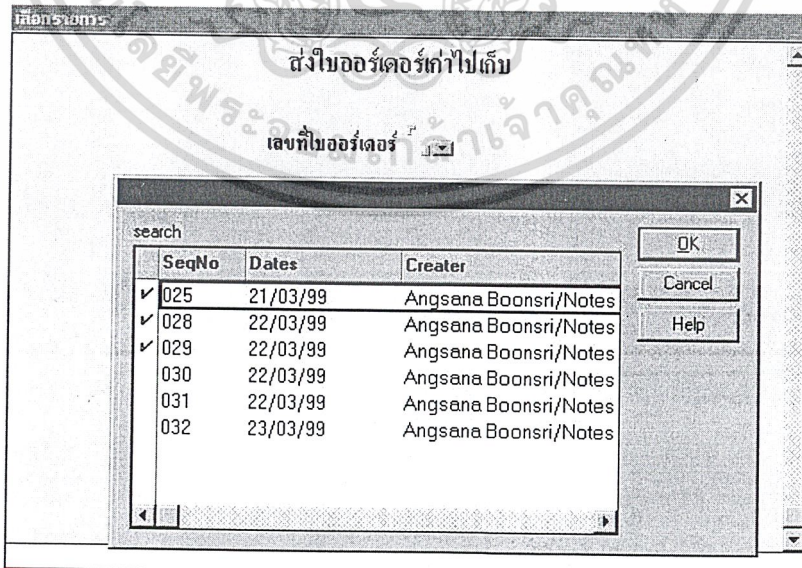 เลือกรายการ
ส่งใบออร์เดอร์เก่าไปเก็บ
เลขที่ใบออร์เดอร์
search
SeqNo Dates Creater
025 21/03/99 Angsana Boonsri/Notes
028 22/03/99 Angsana Boonsri/Notes
029 22/03/99 Angsana Boonsri/Notes
030 22/03/99 Angsana Boonsri/Notes
031 22/03/99 Angsana Boonsri/Notes
032 23/03/99 Angsana Boonsri/Notes
OK
Cancel
Help